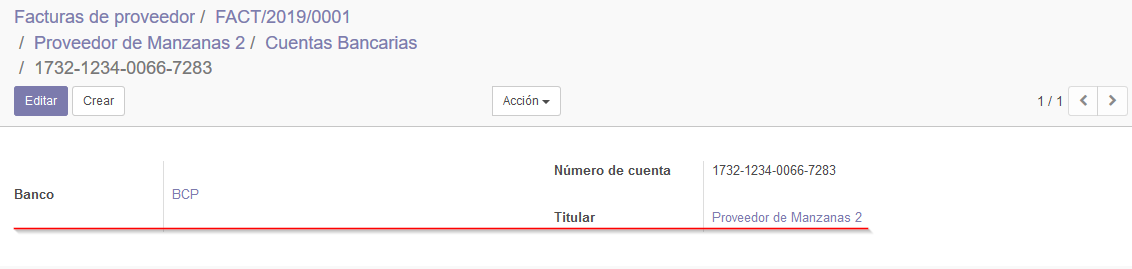 Facturas de proveedor / FACT/2019/0001
/ Proveedor de Manzanas 2 / Cuentas Bancarias
/ 1732-1234-0066-7283
Editar Crear Acción 1 / 1
Número de cuenta 1732-1234-0066-7283
Banco BCP
Titular Proveedor de Manzanas 2